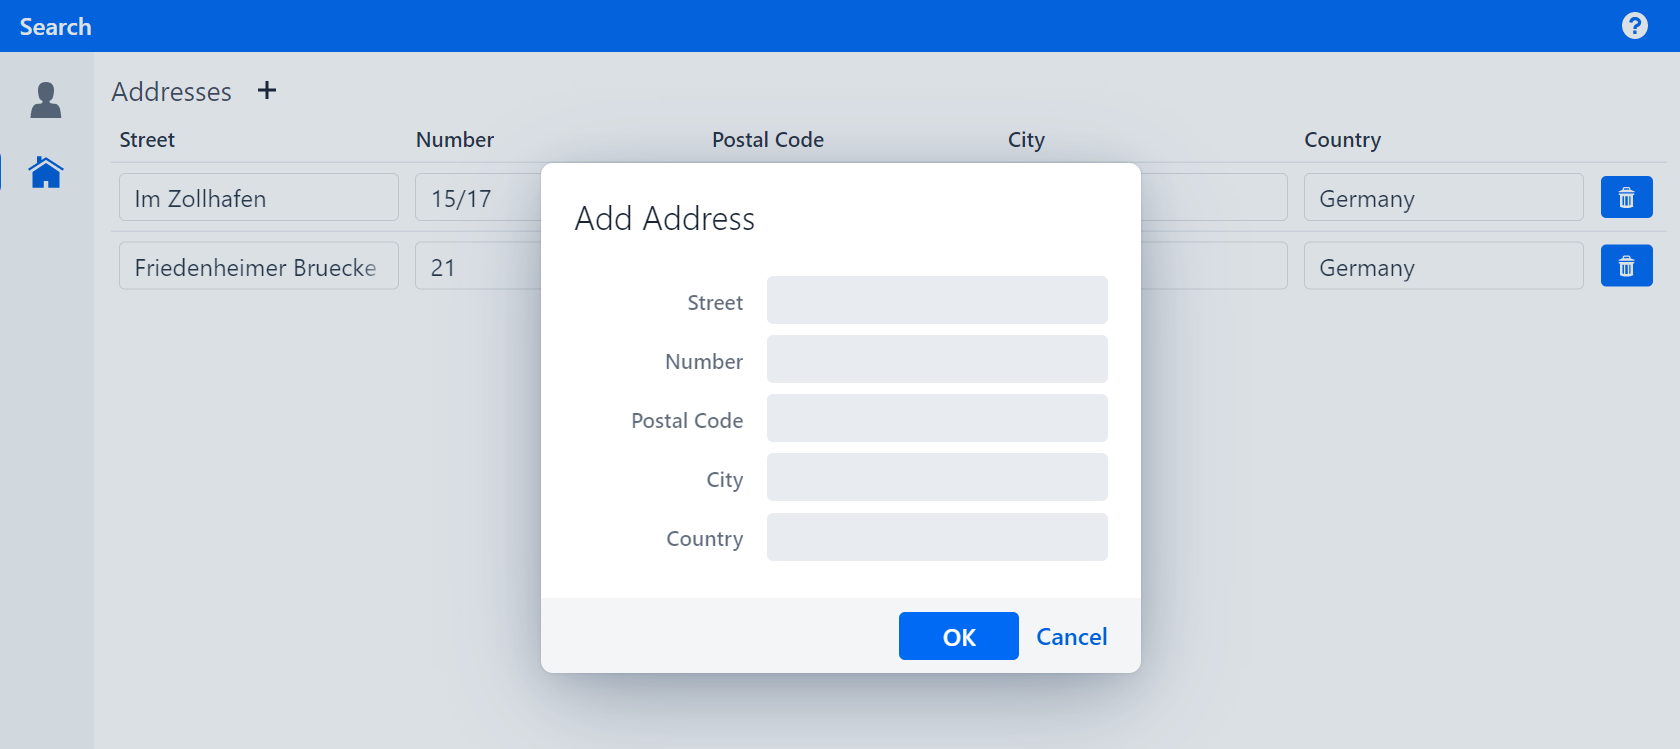 Search
?
Addresses +
Street Number Postal Code City Country
Im Zollhafen 15/17 Germany
Friedenheimer Bruecke 21 Germany
Add Address
Street
Number
Postal Code
City
Country
OK Cancel